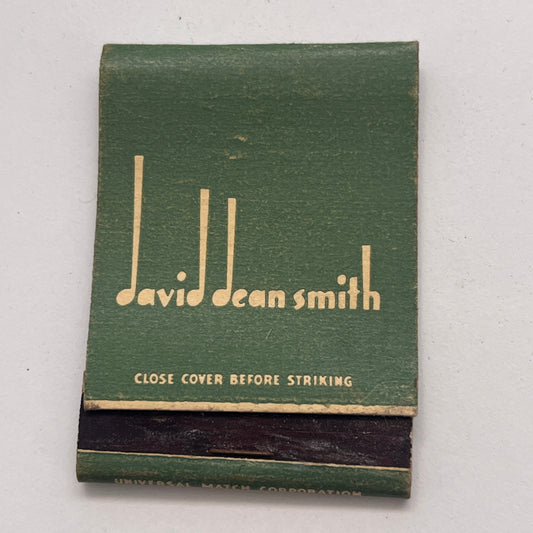 david dean smith
CLOSE COVER BEFORE STRIKING
UNIVERSAL MATCH CORPORATION